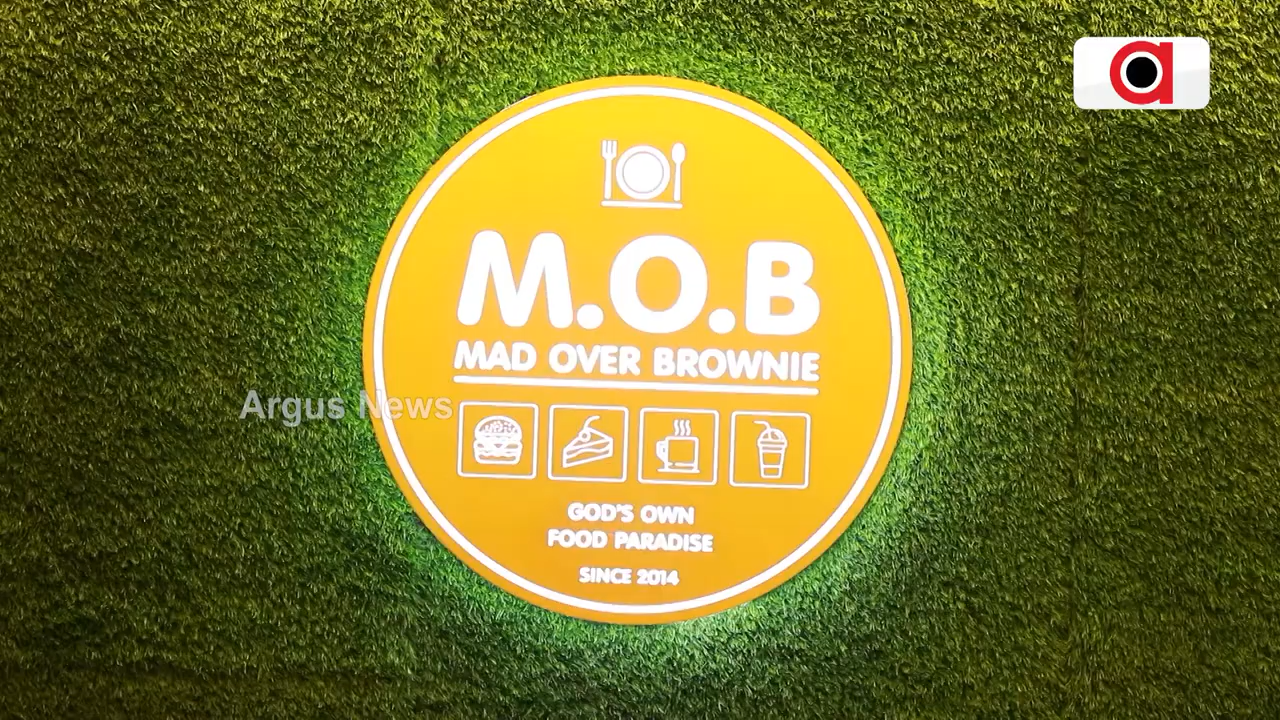 M.O.B
MAD OVER BROWNIE
Argus News
GOD'S OWN
FOOD PARADISE
SINCE 2014
a